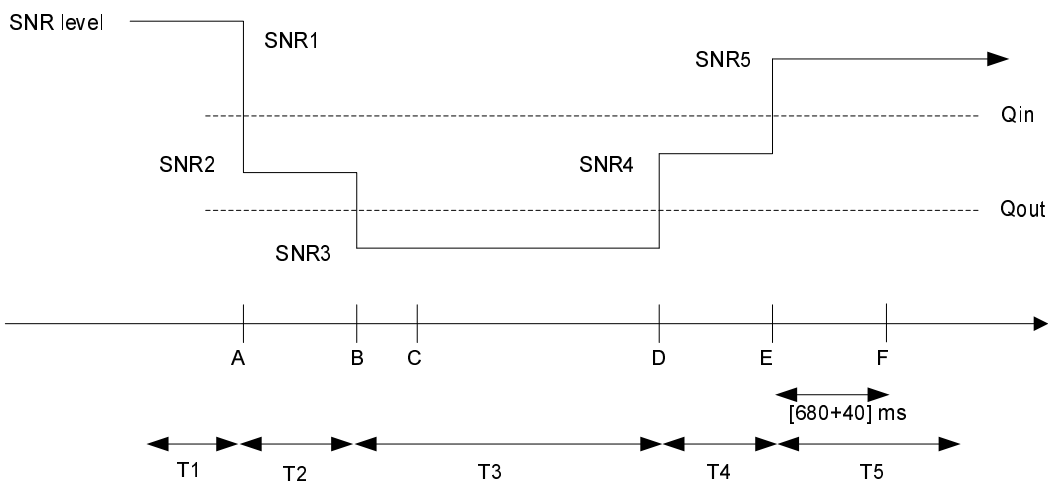 SNR level
SNR1
SNR5
Qin
SNR2
SNR4
Qout
SNR3
A
B
C
D
E
F
[680+40] ms
T1
T2
T3
T4
T5